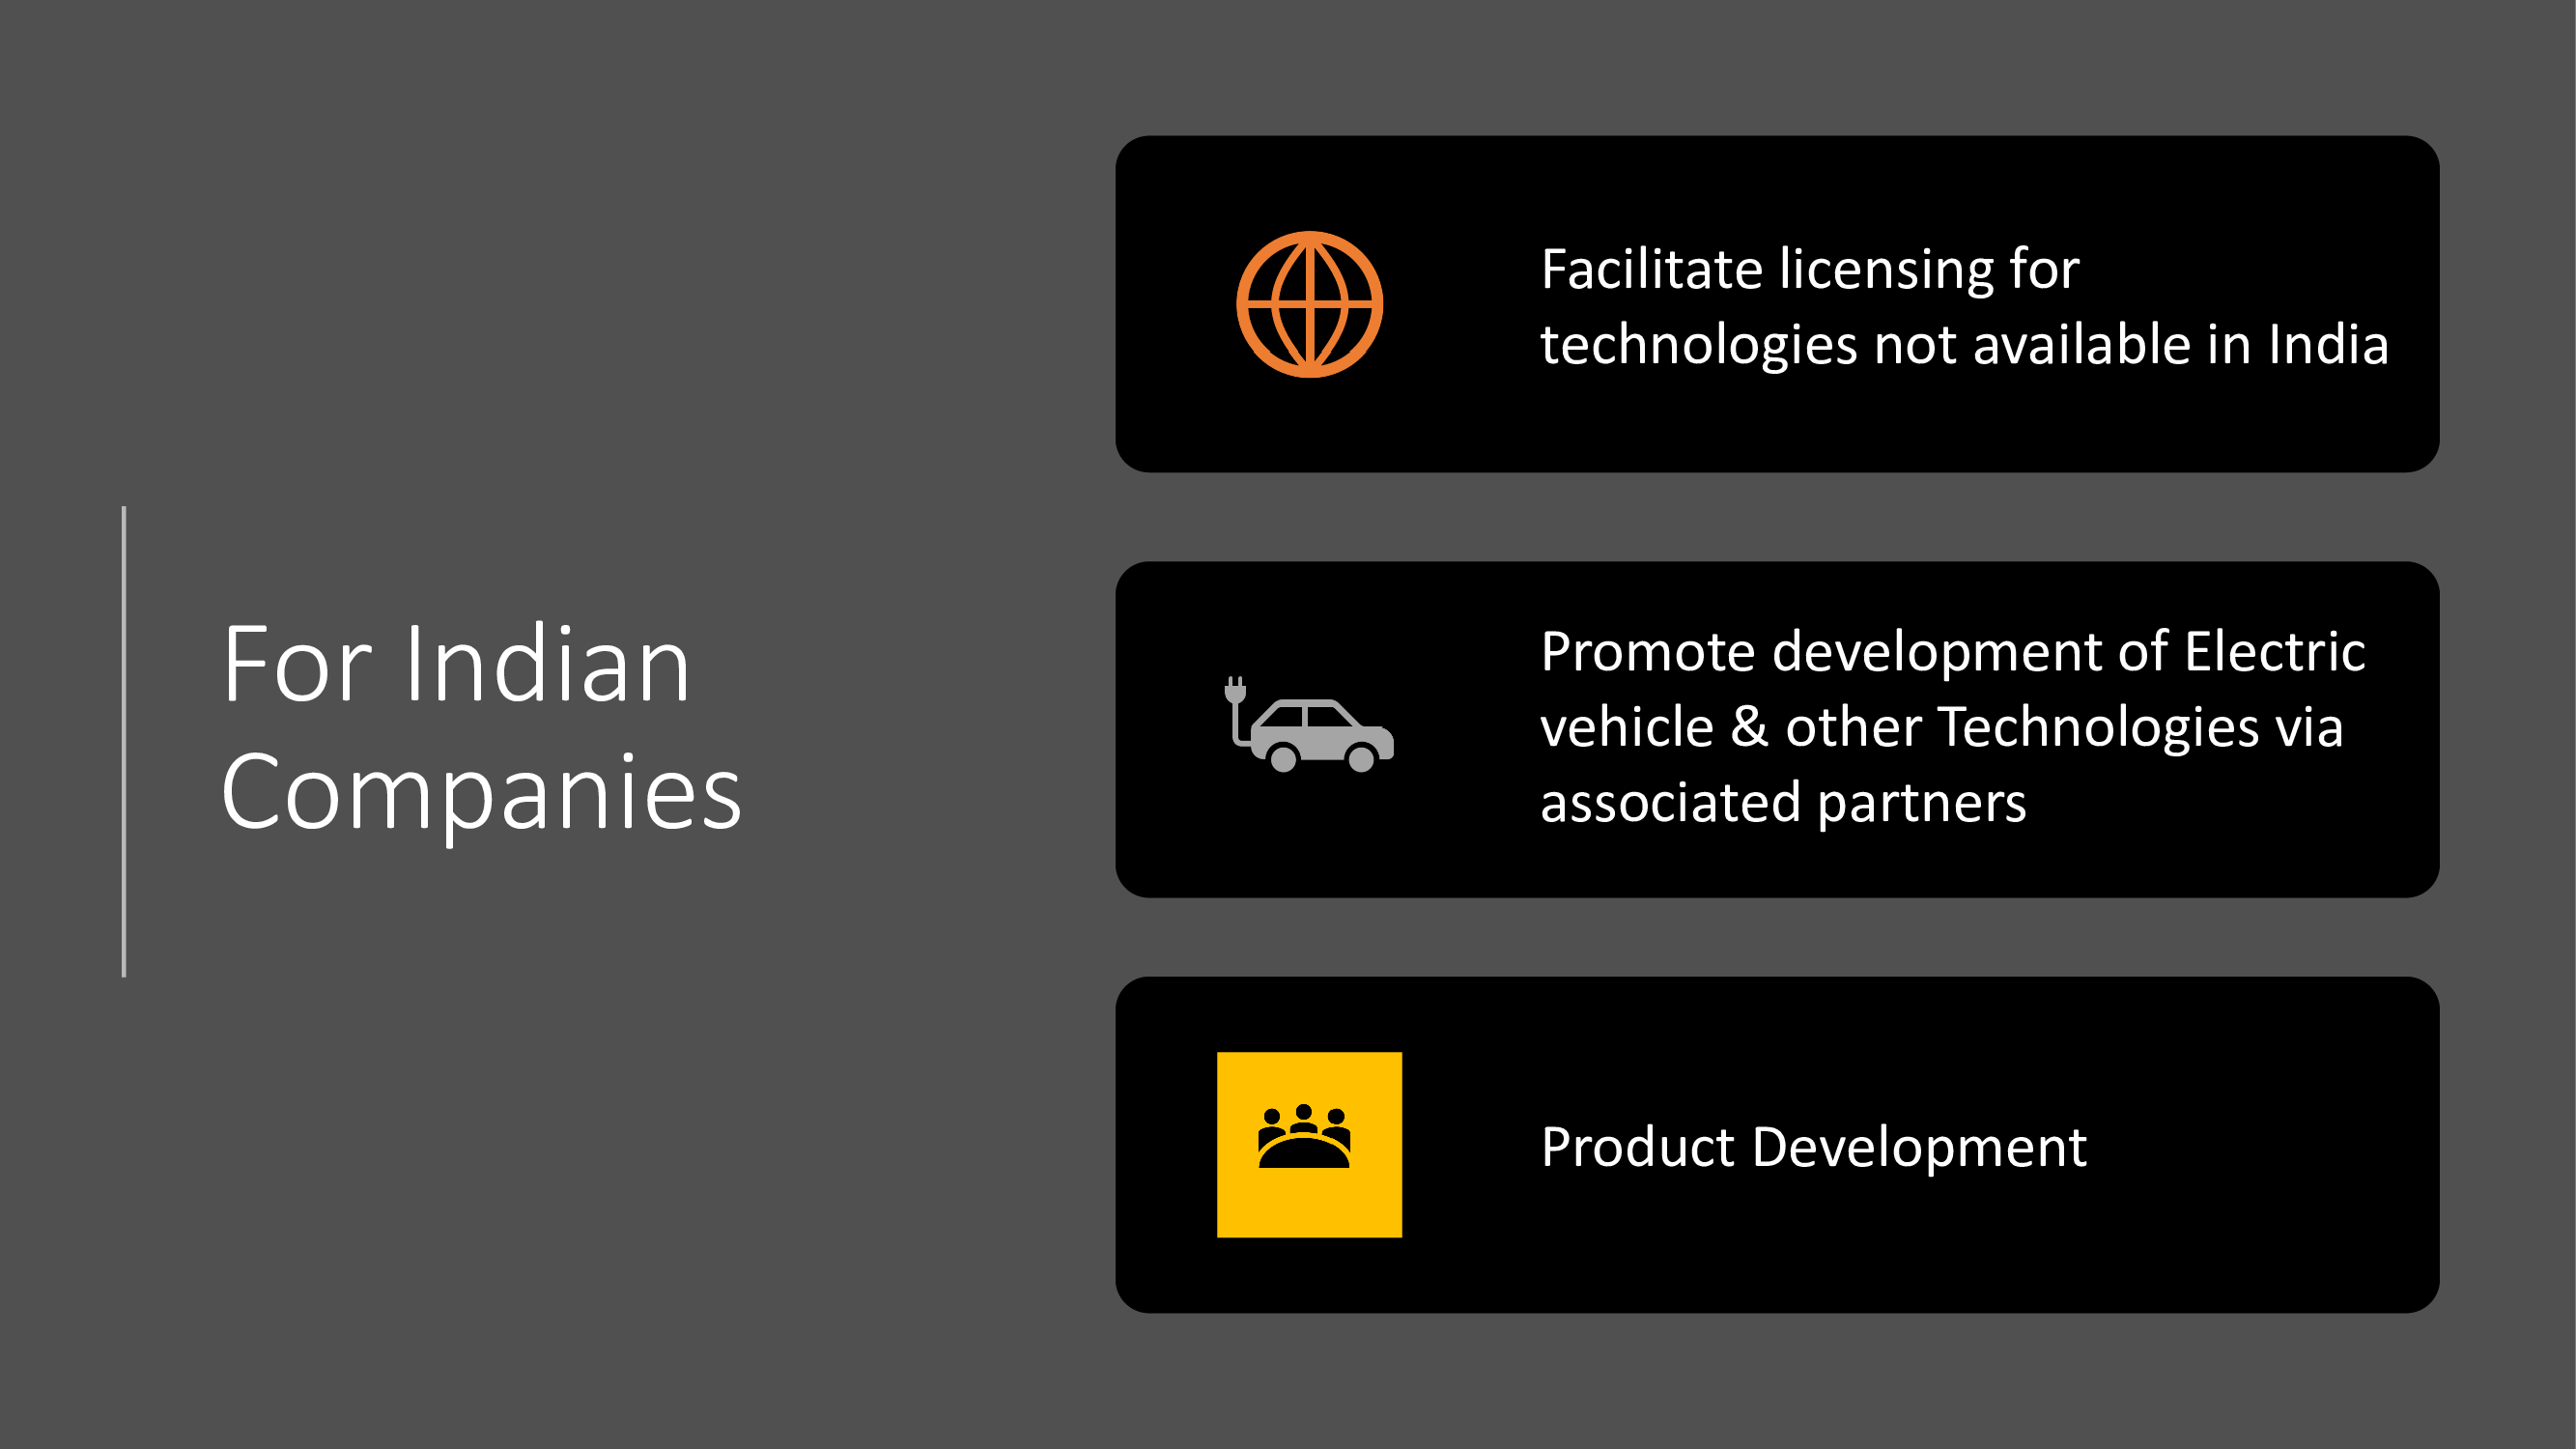 For Indian
Companies
Facilitate licensing for
technologies not available in India
Promote development of Electric
vehicle & other Technologies via
associated partners
Product Development